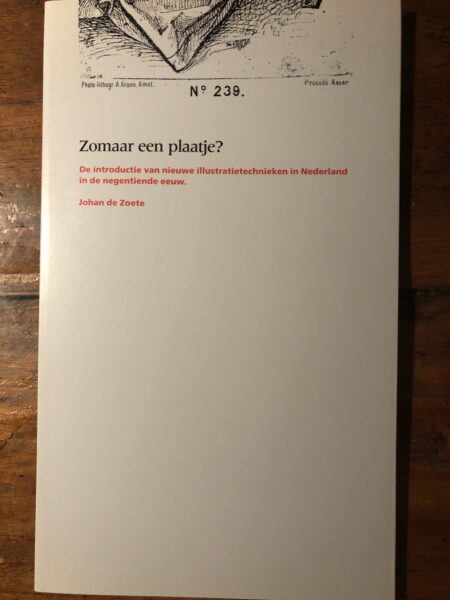 Photo-lithogr. A. Kroon, Amst.
Procédé Asser
Nº 239.
Zomaar een plaatje?
De introductie van nieuwe illustratietechnieken in Nederland
in de negentiende eeuw.
Johan de Zoete